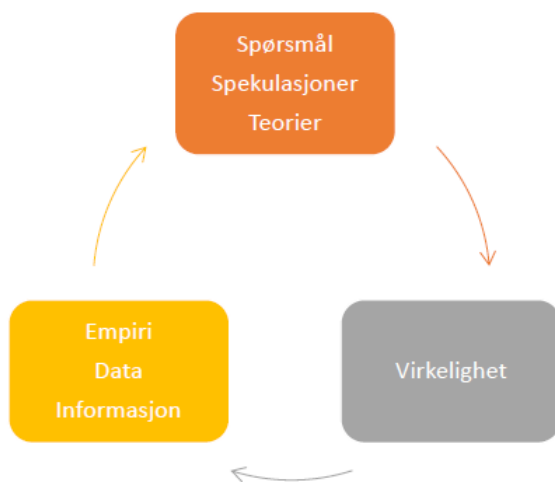 Spørsmål
Spekulasjoner
Teorier
Empiri
Data
Informasjon
Virkelighet